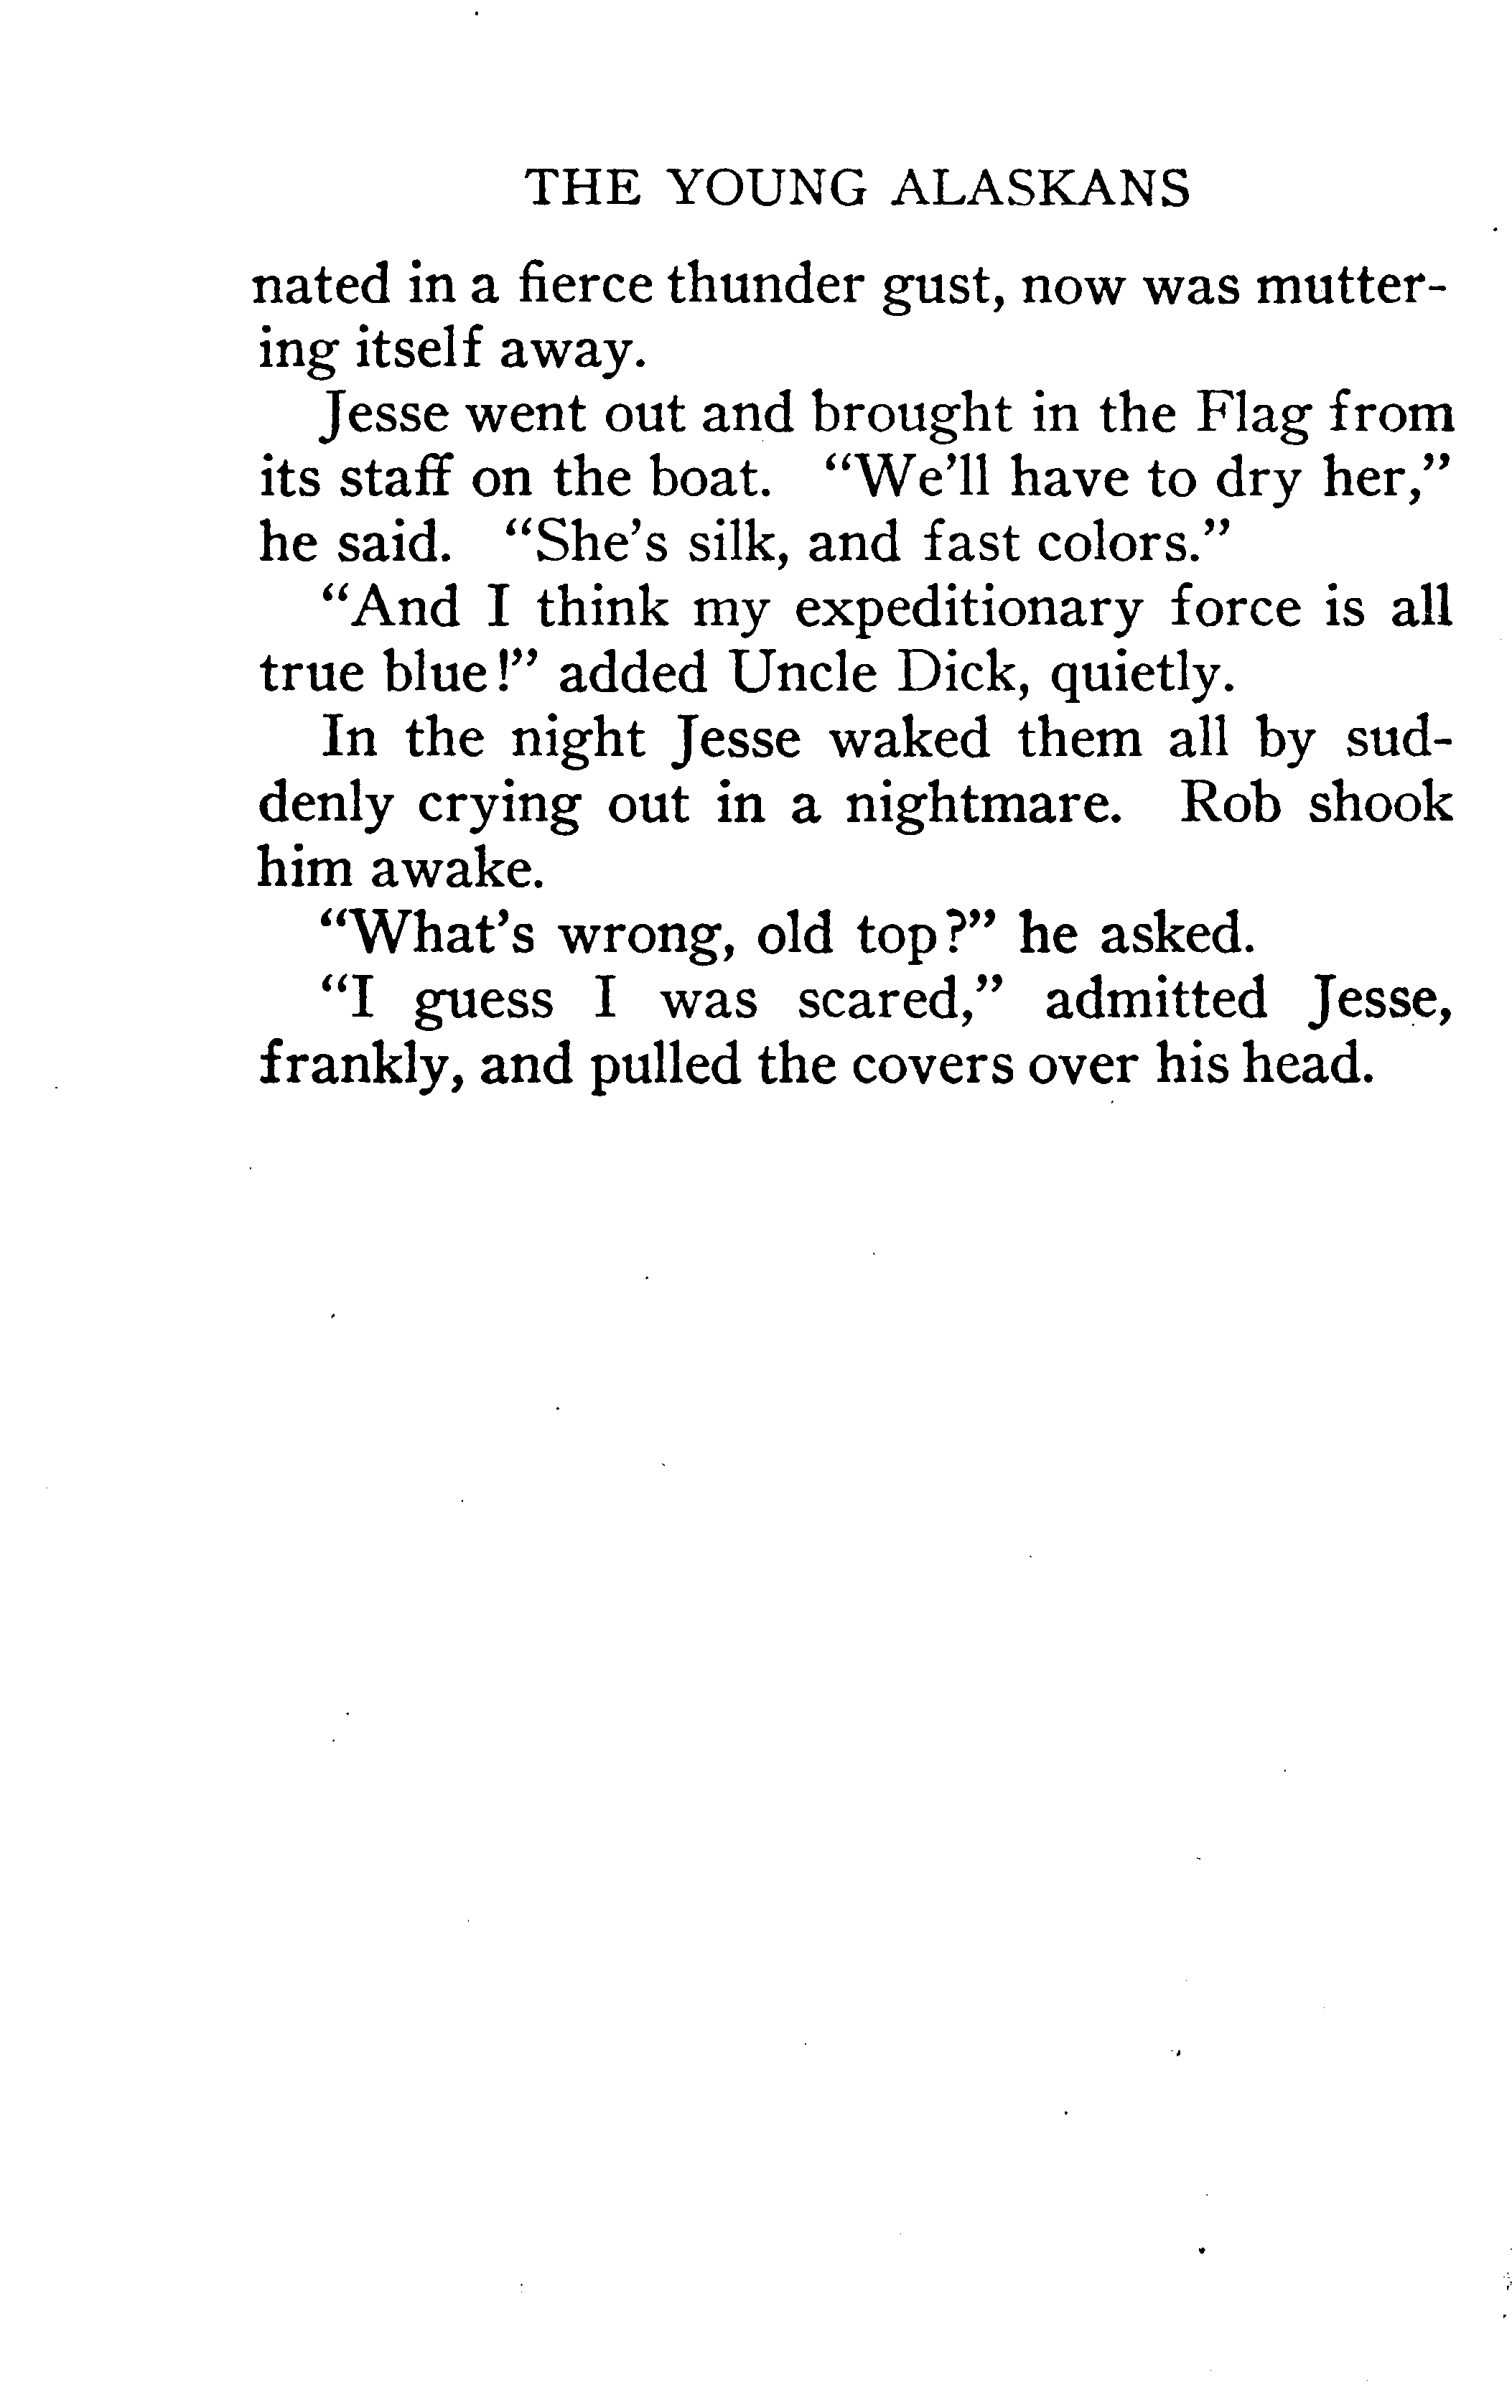 THE YOUNG ALASKANS
nated in a fierce thunder gust, now was mutter-
ing itself away.
Jesse went out and brought in the Flag from
its staff on the boat. “We’ll have to dry her,”
he said. “She’s silk, and fast colors.”
“And I think my expeditionary force is all
true blue!” added Uncle Dick, quietly.
In the night Jesse waked them all by sud-
denly crying out in a nightmare. Rob shook
him awake.
“What’s wrong, old top?” he asked.
“I guess I was scared,” admitted Jesse,
frankly, and pulled the covers over his head.